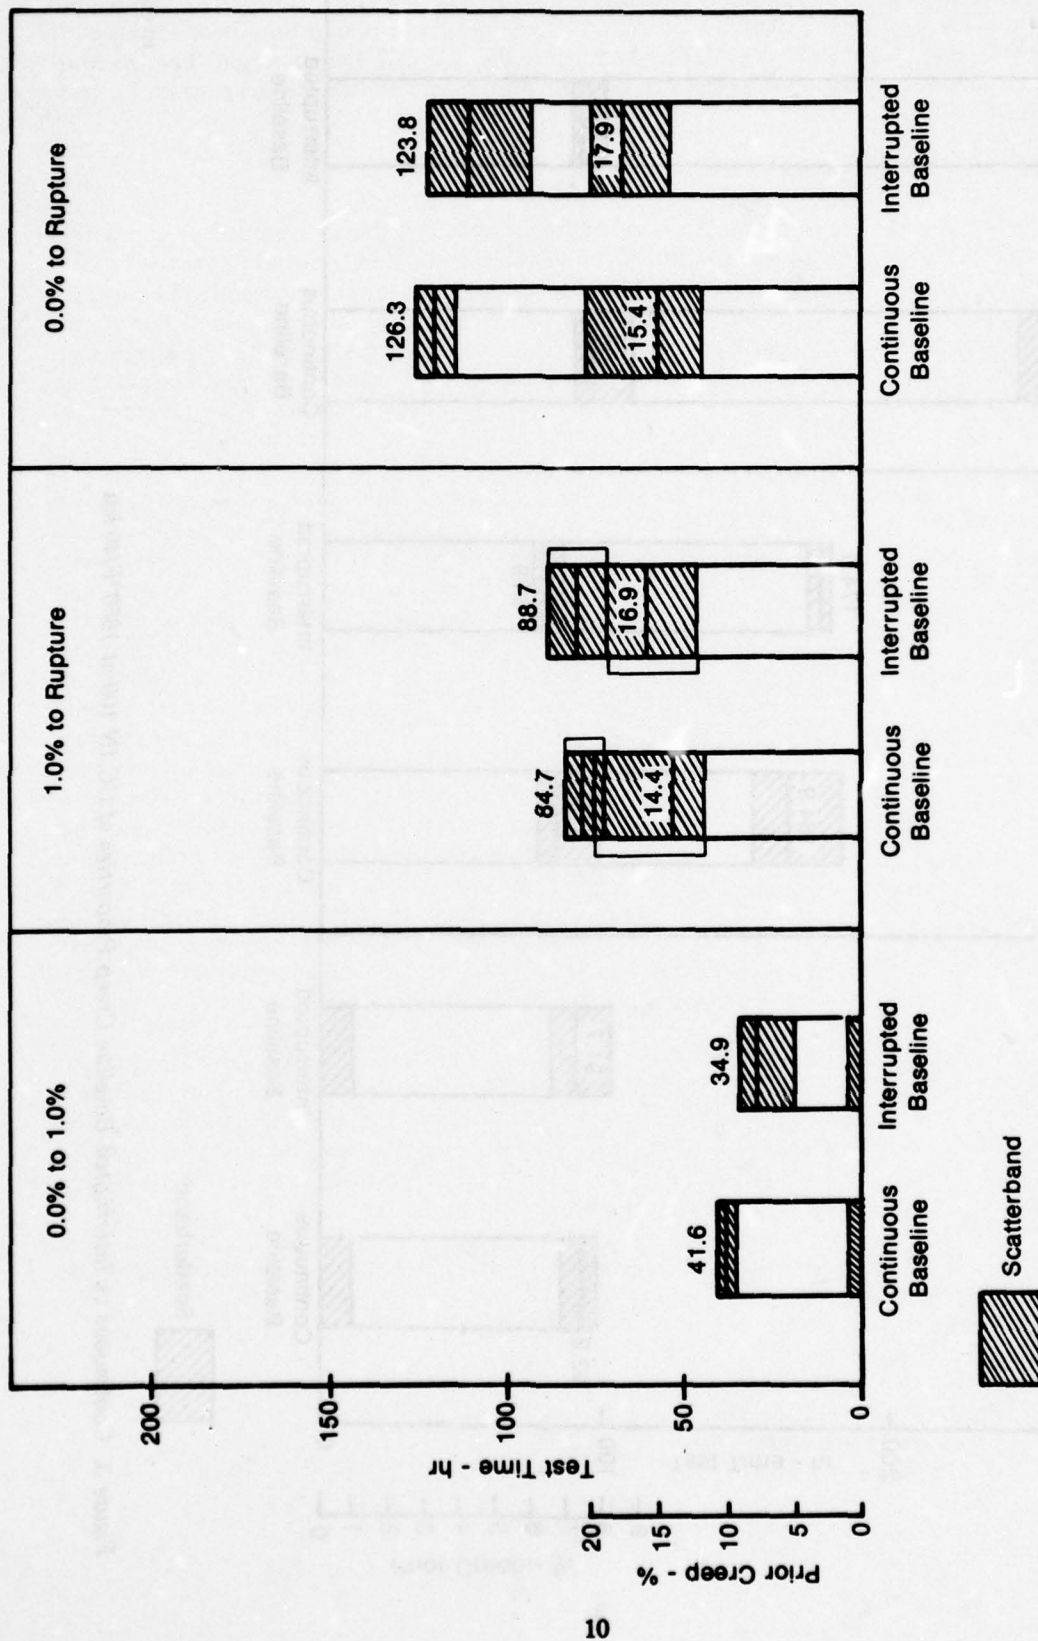 0.0% to 1.0%
1.0% to Rupture
0.0% to Rupture
Test Time - hr
200
150
100
50
0
Prior Creep - %
20
15
10
5
0
41.6
34.9
84.7
14.4
88.7
16.9
126.3
15.4
123.8
17.9
Continuous
Baseline
Interrupted
Baseline
Continuous
Baseline
Interrupted
Baseline
Continuous
Baseline
Interrupted
Baseline
Scatterband
10